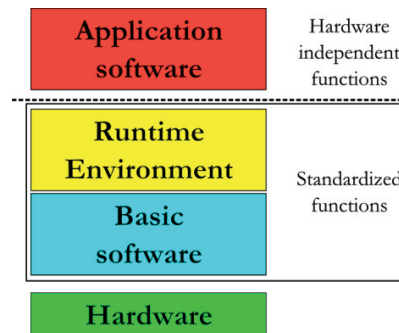 Application
software
Hardware
independent
functions
Runtime
Environment
Basic
software
Standardized
functions
Hardware